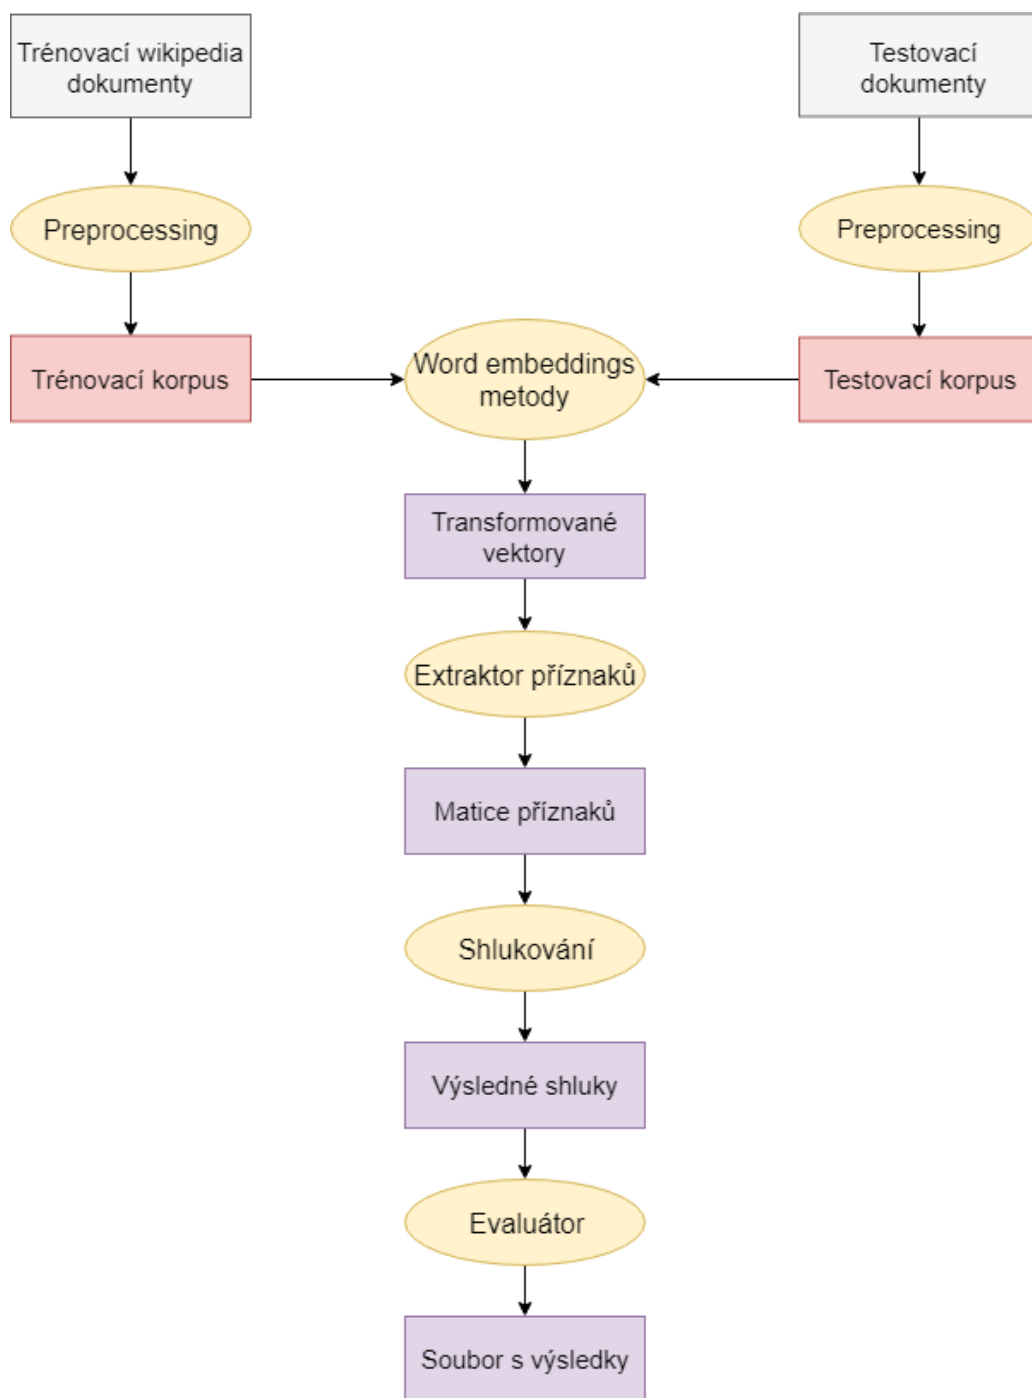 Trénovací wikipedia
dokumenty
Testovací
dokumenty
Preprocessing
Preprocessing
Trénovací korpus
Word embeddings
metody
Testovací korpus
Transformované
vektory
Extraktor příznaků
Matice příznaků
Shlukování
Výsledné shluky
Evaluátor
Soubor s výsledky